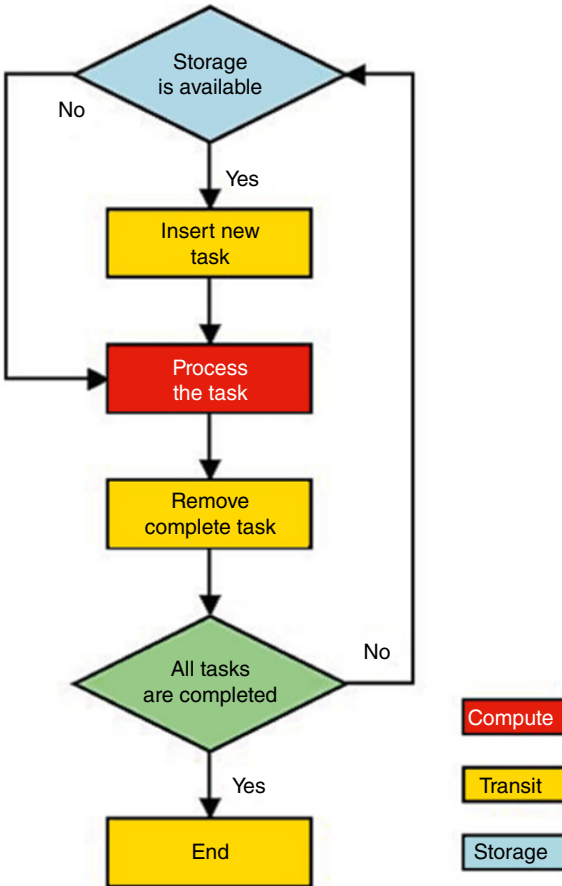 Storage
is available
No
Yes
Insert new
task
Process
the task
Remove
complete task
All tasks
are completed
No
Yes
End
Compute
Transit
Storage